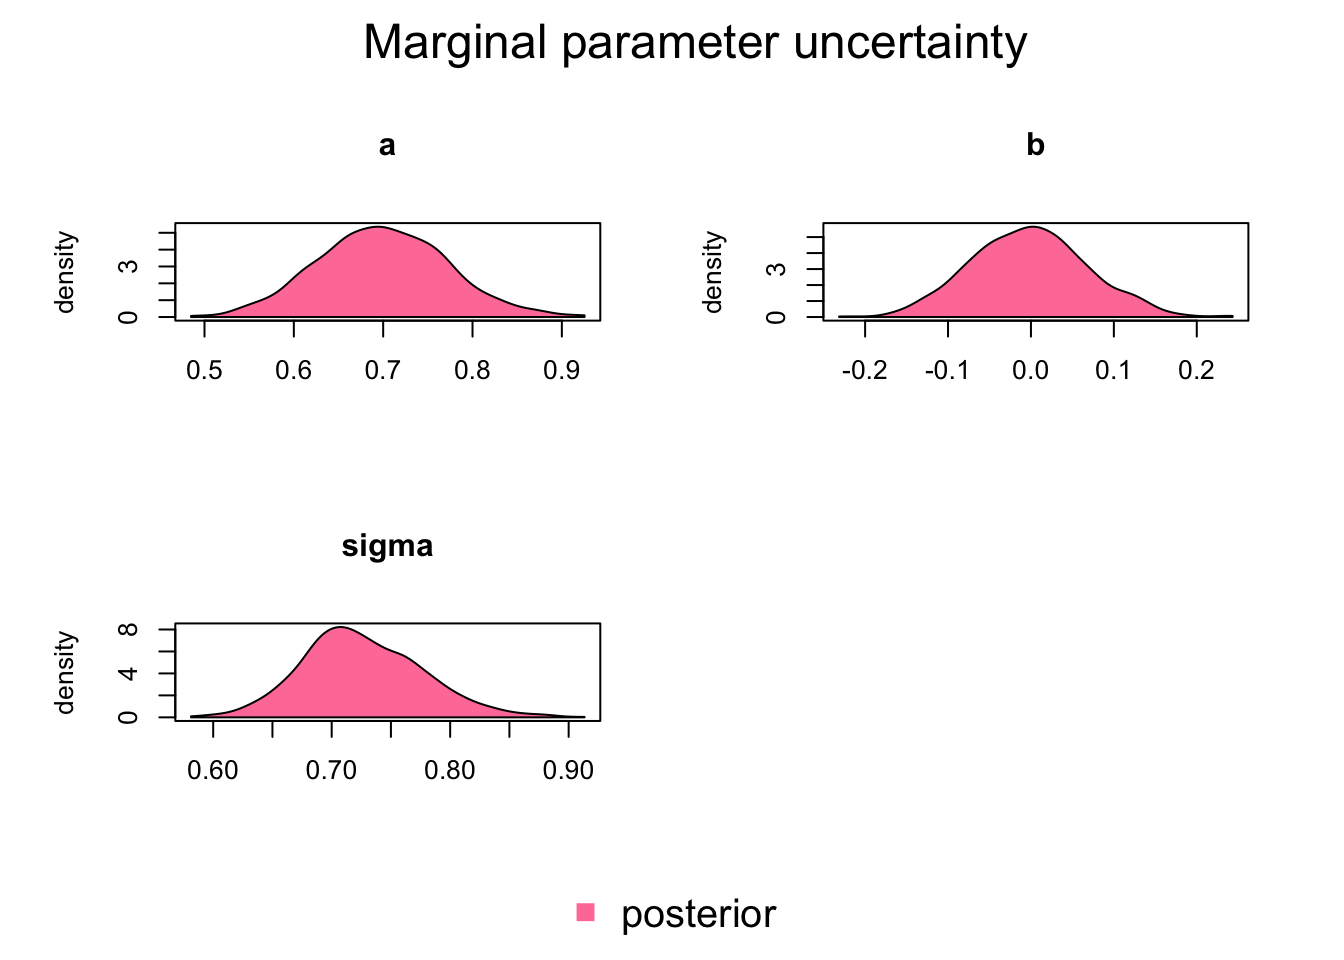 Marginal parameter uncertainty
a
density
0 3
0.5 0.6 0.7 0.8 0.9
b
density
0 3
-0.2 -0.1 0.0 0.1 0.2
sigma
density
0 4 8
0.60 0.70 0.80 0.90
posterior